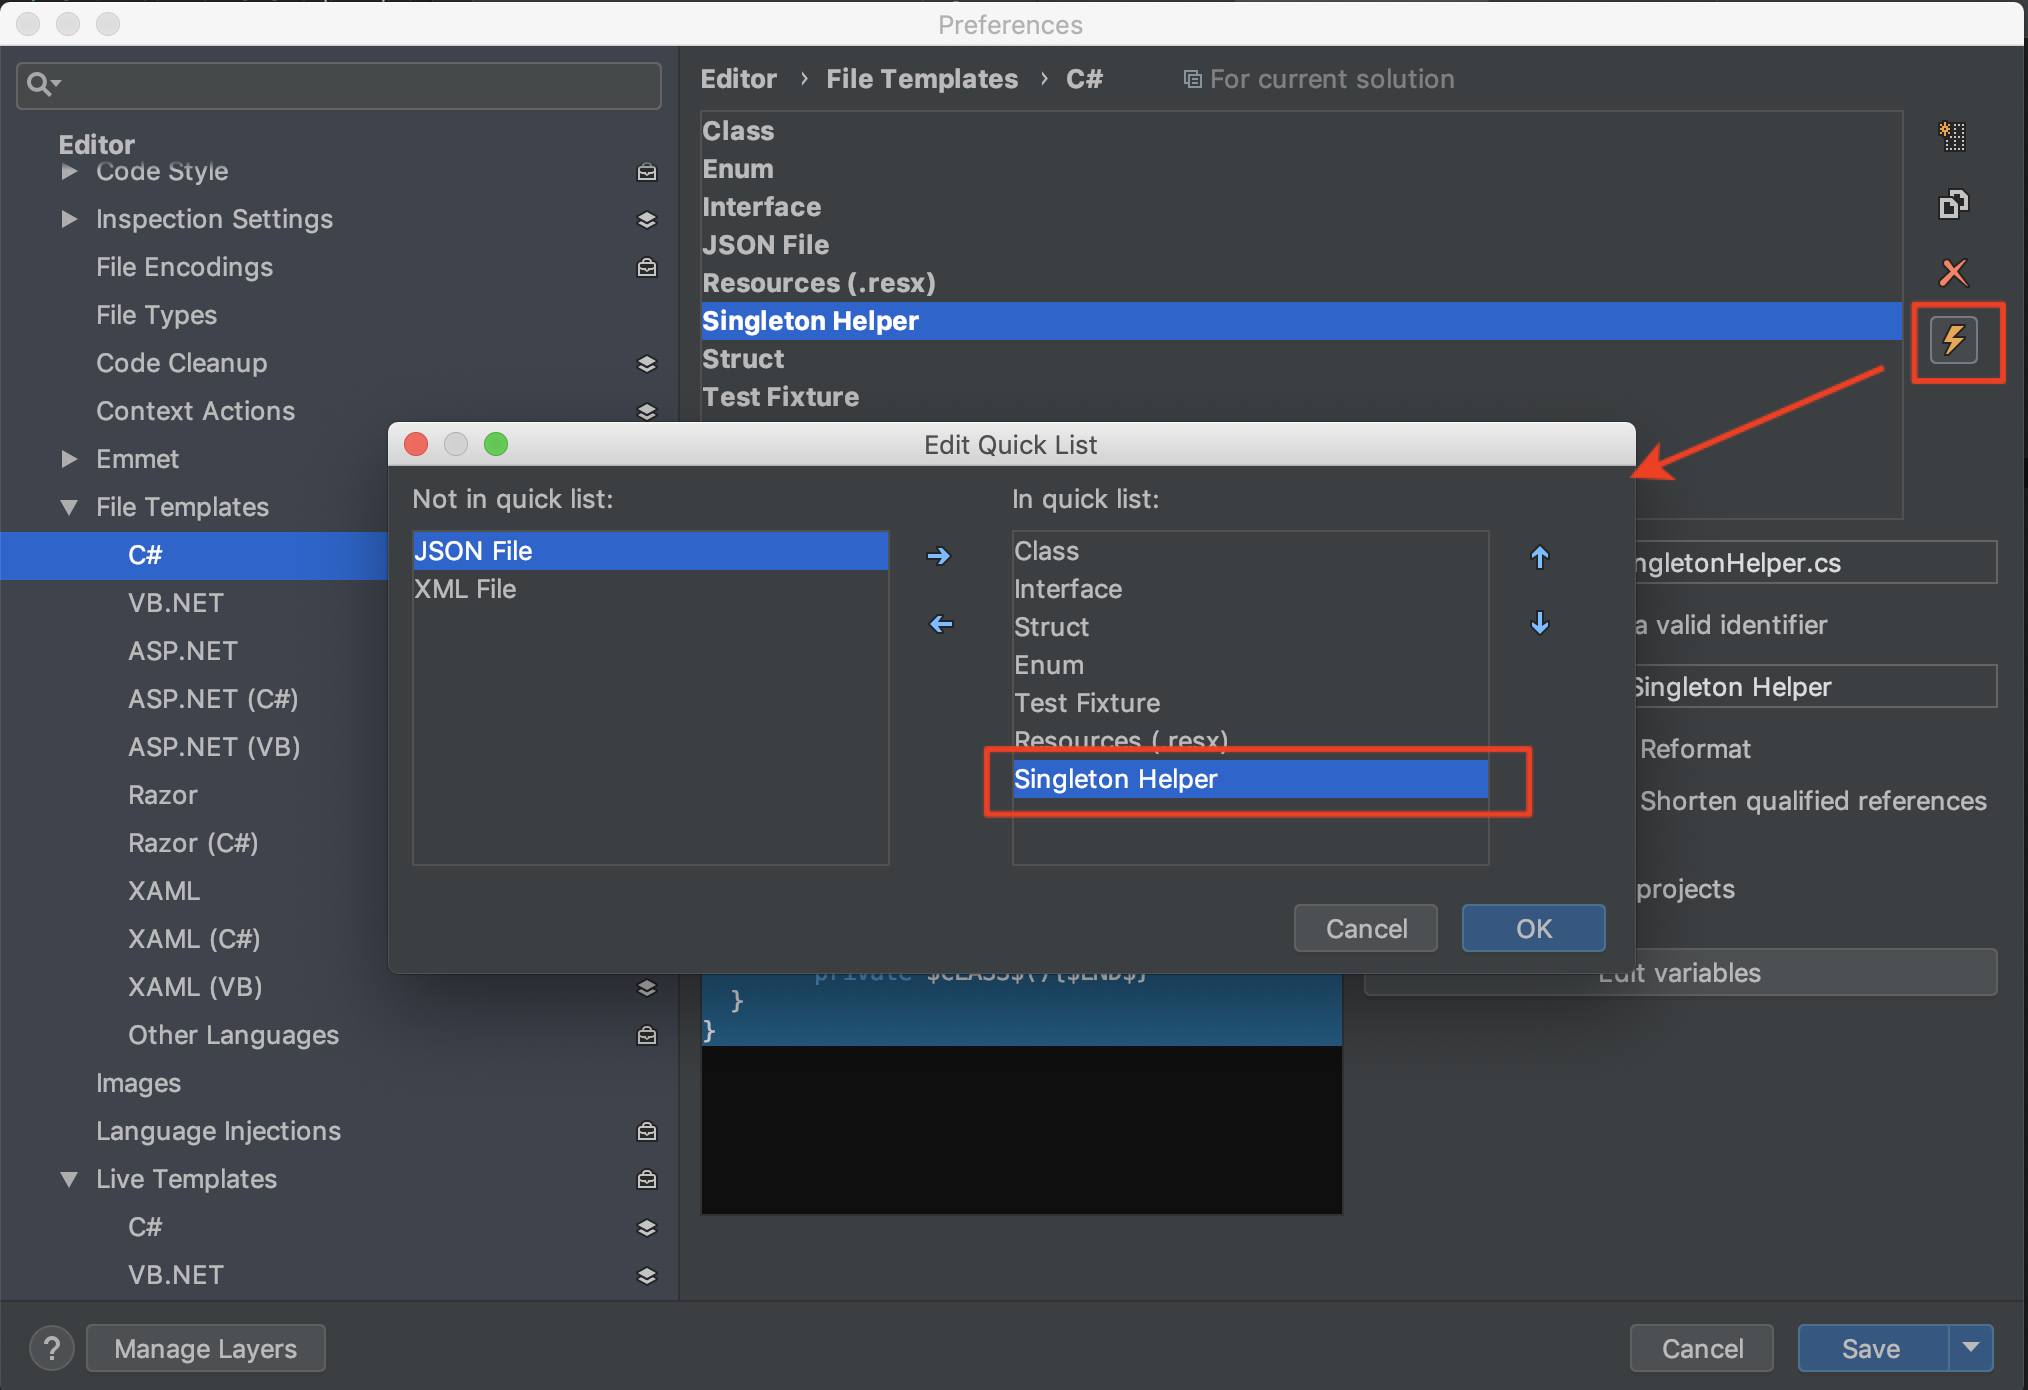 Preferences
Editor
Code Style
Inspection Settings
File Encodings
File Types
Code Cleanup
Context Actions
Emmet
File Templates
C#
VB.NET
ASP.NET
ASP.NET (C#)
ASP.NET (VB)
Razor
Razor (C#)
XAML
XAML (C#)
XAML (VB)
Other Languages
Images
Language Injections
Live Templates
C#
VB.NET
Editor › File Templates › C# For current solution
Class
Enum
Interface
JSON File
Resources (.resx)
Singleton Helper
Struct
Test Fixture
Edit Quick List
Not in quick list:
JSON File
XML File
In quick list:
Class
Interface
Struct
Enum
Test Fixture
Resources (.resx)
Singleton Helper
Cancel OK
ngletonHelper.cs
a valid identifier
Singleton Helper
Reformat
Shorten qualified references
projects
Edit variables
private $CLASS$(){$END$}
}
}
? Manage Layers
Cancel Save